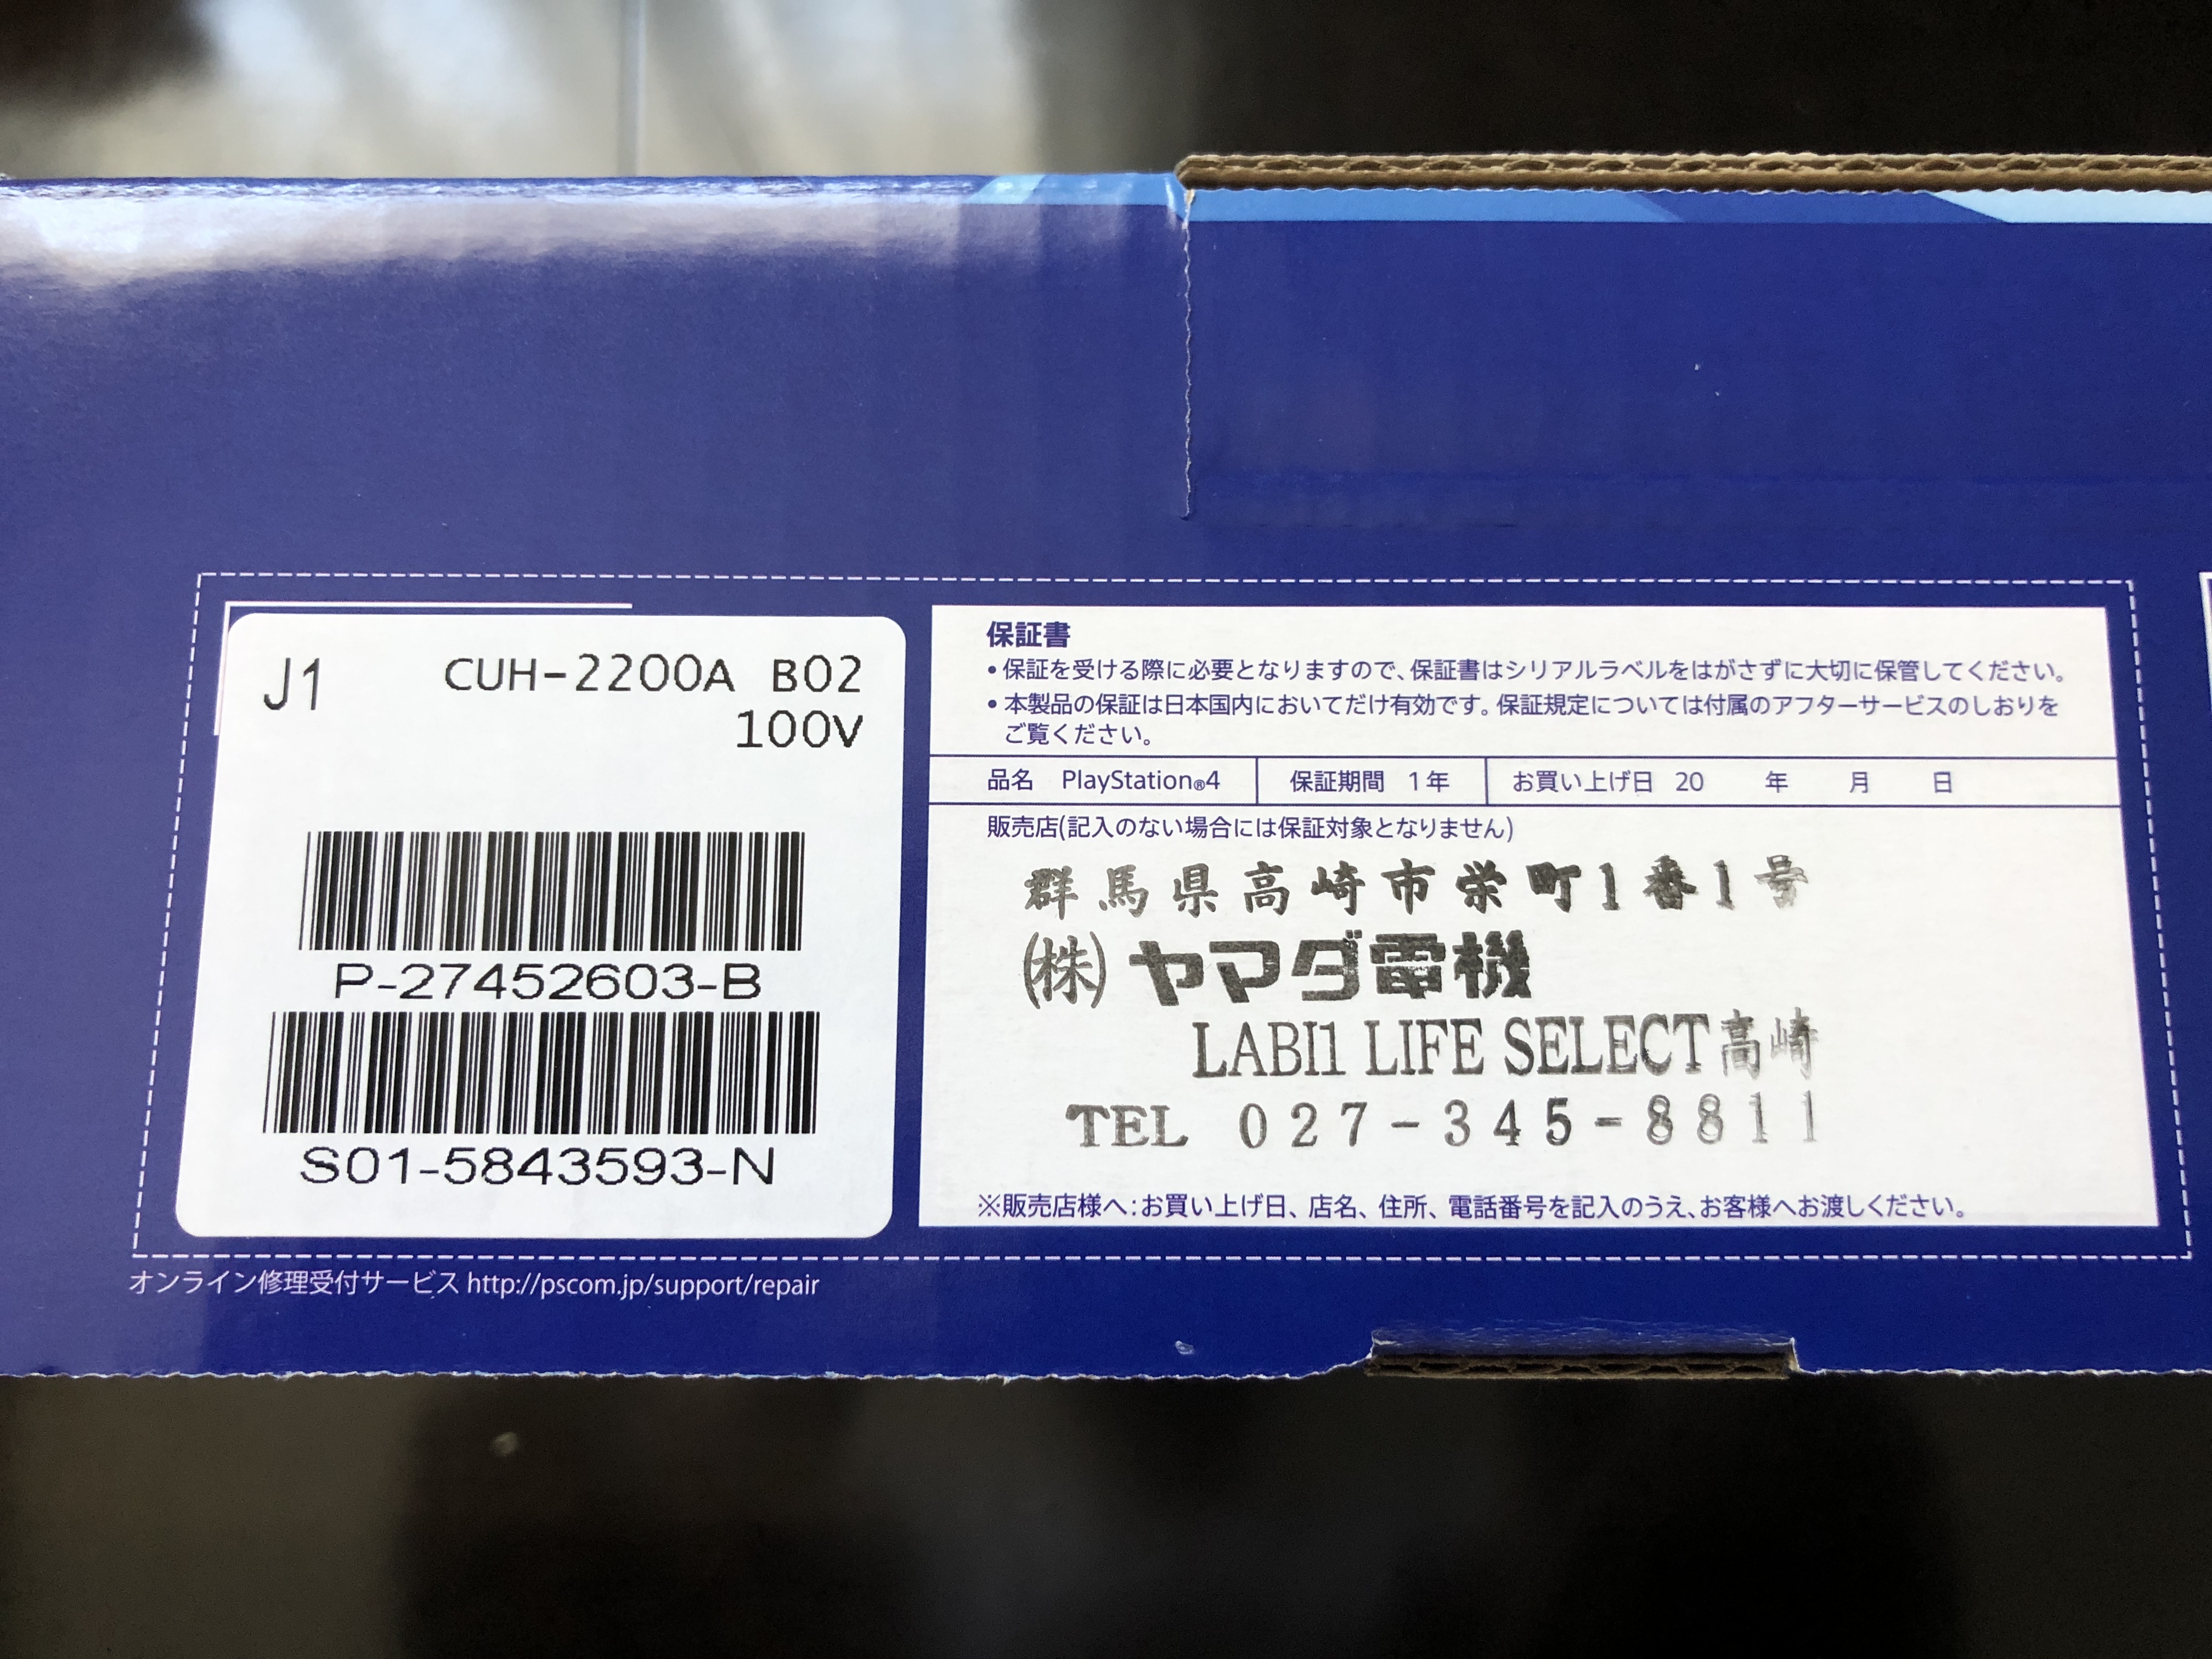 J1 CUH-2200A B02
100V
P-27452603-B
S01-5843593-N
保証書
•保証を受ける際に必要となりますので、保証書はシリアルラベルをはがさずに大切に保管してください。
•本製品の保証は日本国内においてだけ有効です。保証規定については付属のアフターサービスのしおりを
ご覧ください。
品名 PlayStation®4 保証期間 1年 お買い上げ日 20 年 月 日
販売店(記入のない場合には保証対象となりません)
群馬県高崎市栄町1番1号
(株)ヤマダ電機
LABI1 LIFE SELECT高崎
TEL 027-345-8811
※販売店様へ:お買い上げ日、店名、住所、電話番号を記入のうえ、お客様へお渡しください。
オンライン修理受付サービス http://pscom.jp/support/repair